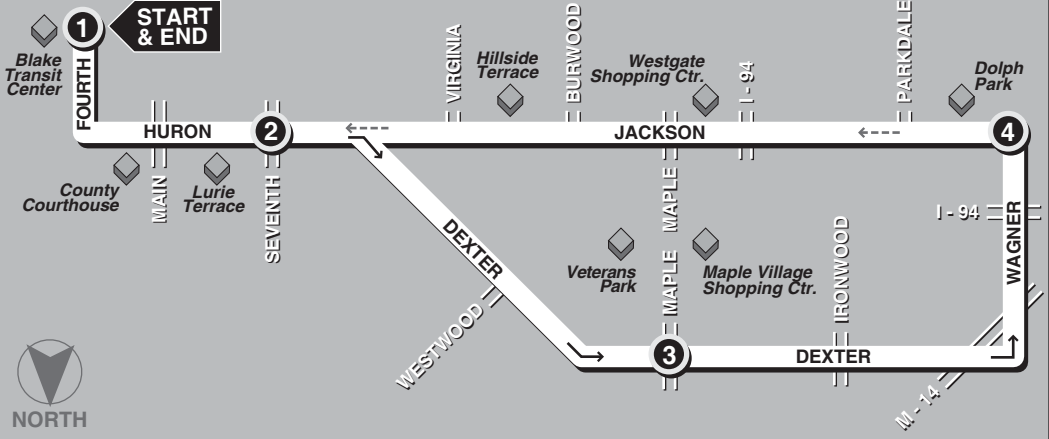 1
START
& END
Blake
Transit
Center
FOURTH
HURON
2
JACKSON
4
VIRGINIA
Hillside
Terrace
BURWOOD
Westgate
Shopping Ctr.
I - 94
PARKDALE
Dolph
Park
County
Courthouse
MAIN
Lurie
Terrace
SEVENTH
MAPLE
I - 94
WAGNER
DEXTER
WESTWOOD
Veterans
Park
MAPLE
Maple Village
Shopping Ctr.
IRONWOOD
3
DEXTER
M - 14
NORTH